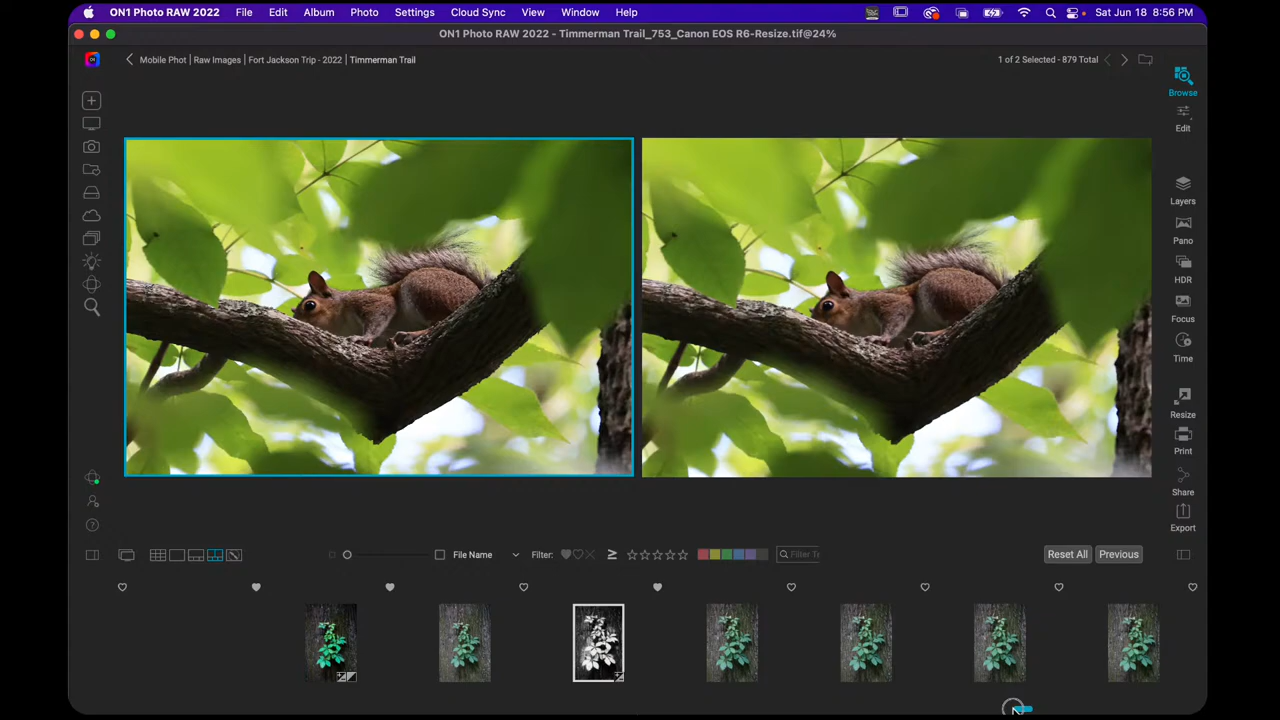 ON1 Photo RAW 2022 File Edit Album Photo Settings Cloud Sync View Window Help Sat Jun 18 8:56 PM
ON1 Photo RAW 2022 - Timmerman Trail_753_Canon EOS R6-Resize.tif@24%
Mobile Phot | Raw Images | Fort Jackson Trip - 2022 | Timmerman Trail 1 of 2 Selected - 879 Total
Browse
Edit
Layers
Pano
HDR
Focus
Time
Resize
Print
Share
Export
File Name Filter: Filter Te Reset All Previous